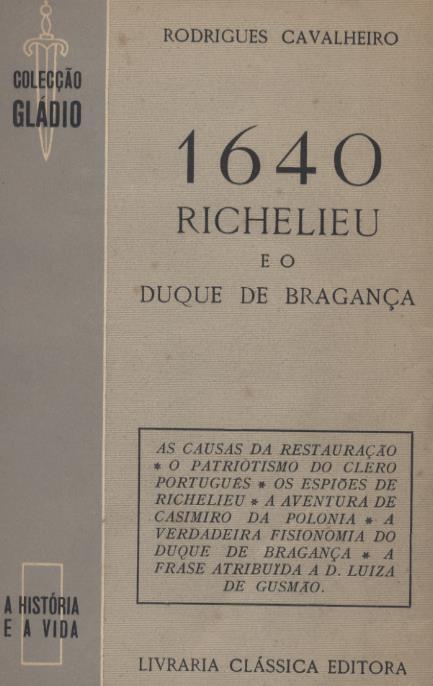 COLECÇÃO
GLÁDIO
RODRIGUES CAVALHEIRO
1640
RICHELIEU
E O
DUQUE DE BRAGANÇA
AS CAUSAS DA RESTAURAÇÃO
* O PATRIOTISMO DO CLERO
PORTUGUÊS * OS ESPIÕES DE
RICHELIEU * A AVENTURA DE
CASIMIRO DA POLONIA * A
VERDADEIRA FISIONOMIA DO
DUQUE DE BRAGANÇA * A
FRASE ATRIBUÏDA A D. LUIZA
DE GUSMÃO.
A HISTÓRIA
E A VIDA
LIVRARIA CLÁSSICA EDITORA